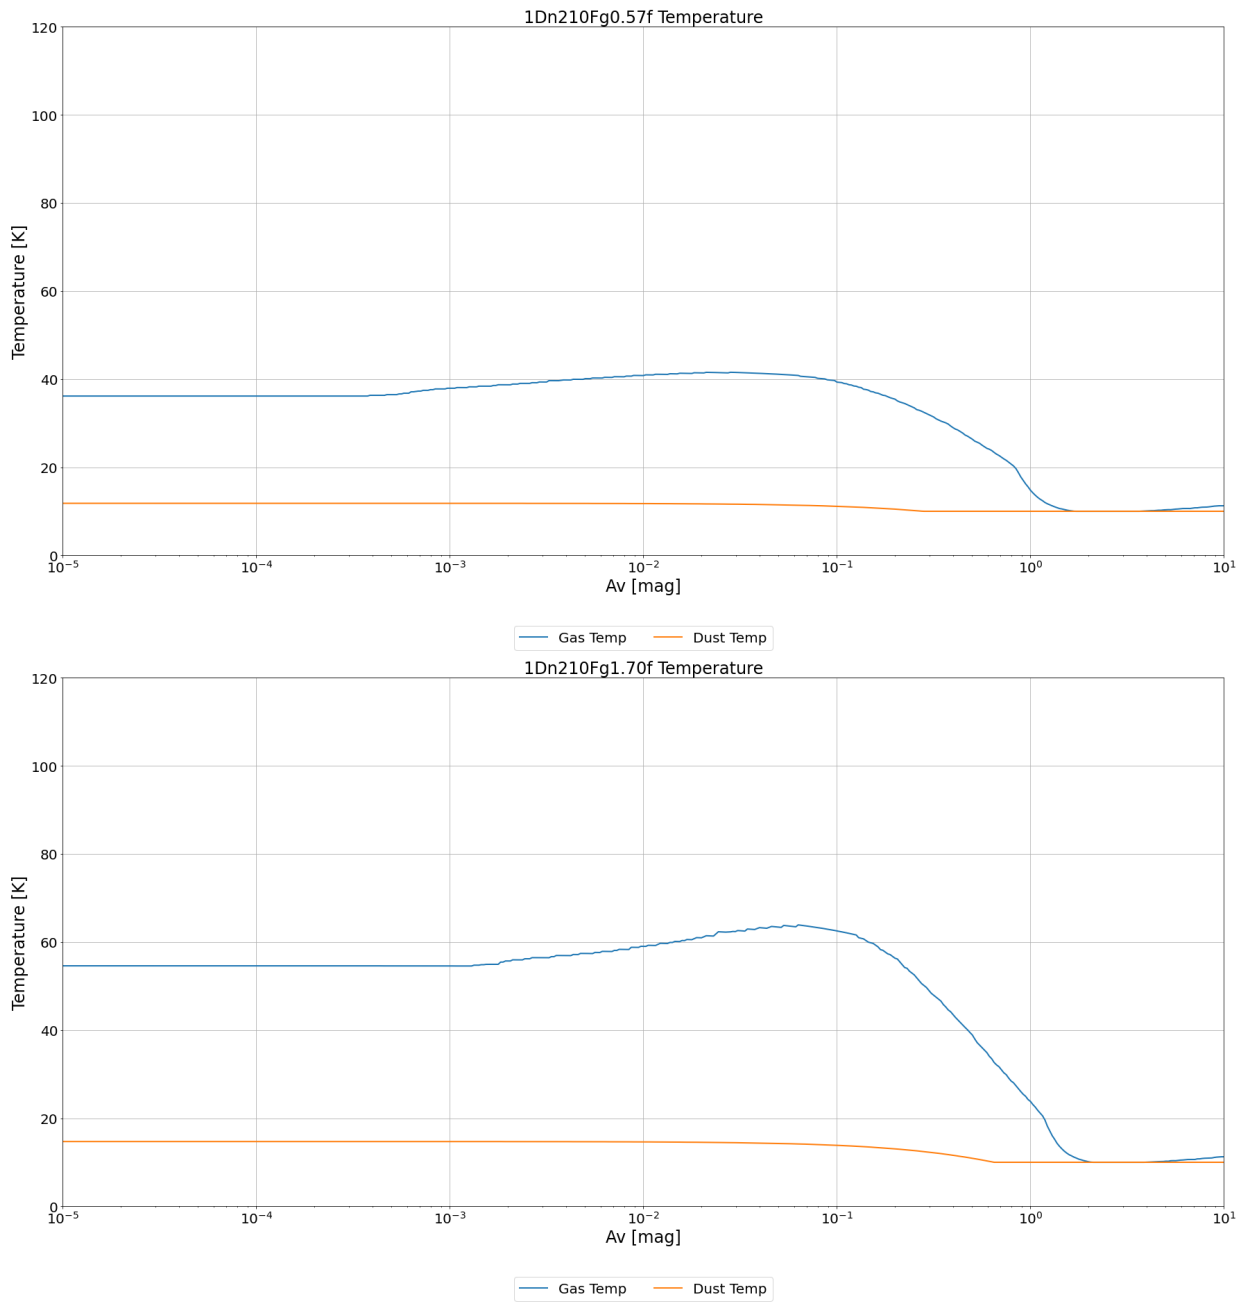 1Dn210Fg0.57f Temperature
120
100
80
60
40
20
0
Temperature [K]
10⁻⁵ 10⁻⁴ 10⁻³ 10⁻² 10⁻¹ 10⁰ 10¹
Av [mag]
Gas Temp Dust Temp
1Dn210Fg1.70f Temperature
120
100
80
60
40
20
0
Temperature [K]
10⁻⁵ 10⁻⁴ 10⁻³ 10⁻² 10⁻¹ 10⁰ 10¹
Av [mag]
Gas Temp Dust Temp